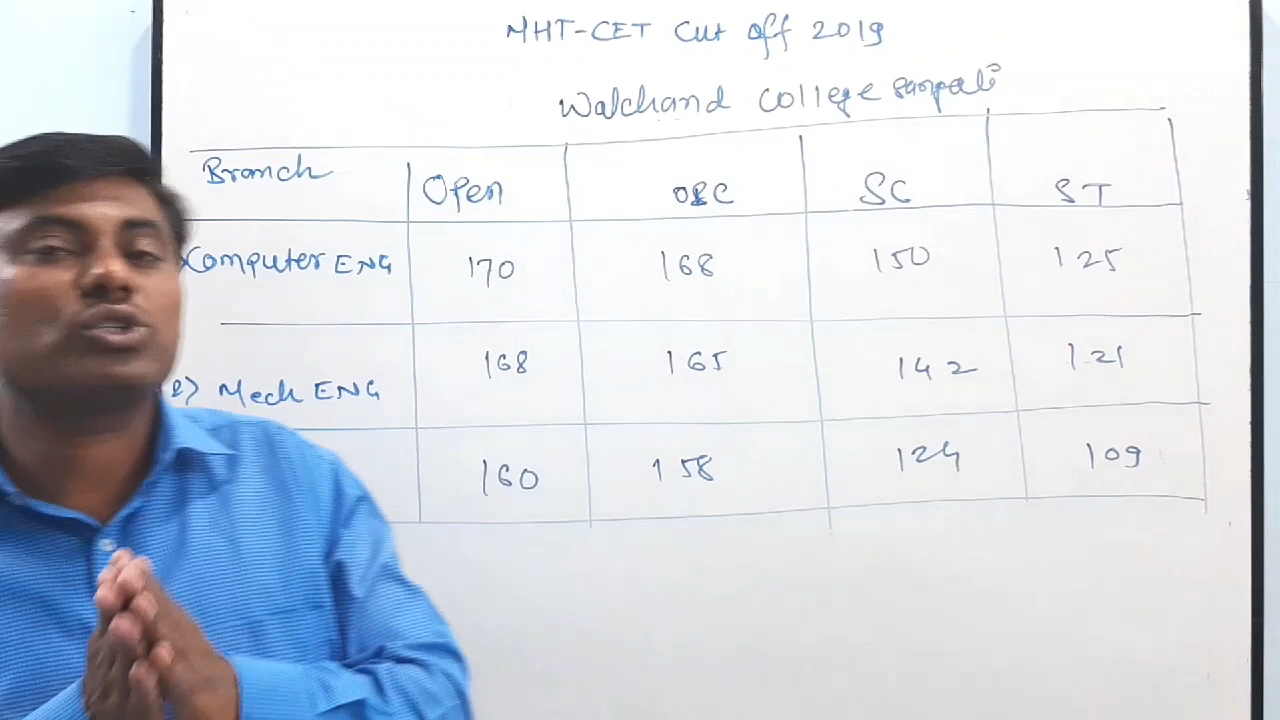 MHT-CET Cut off 2019
Walchand college sangali
Branch Open OBC SC ST
Computer ENG 170 168 150 125
2) Mech ENG 168 165 142 121
160 158 124 109